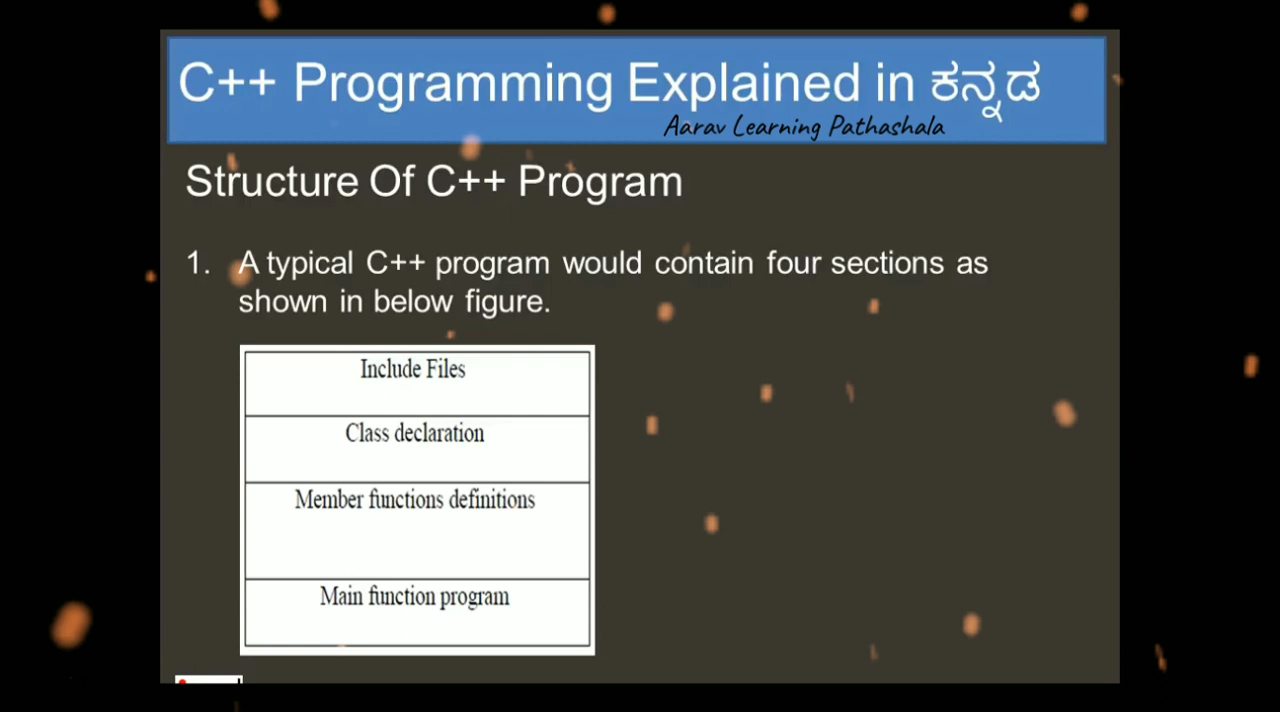 C++ Programming Explained in ಕನ್ನಡ
Aarav Learning Pathashala
Structure Of C++ Program
1. A typical C++ program would contain four sections as
shown in below figure.
Include Files
Class declaration
Member functions definitions
Main function program